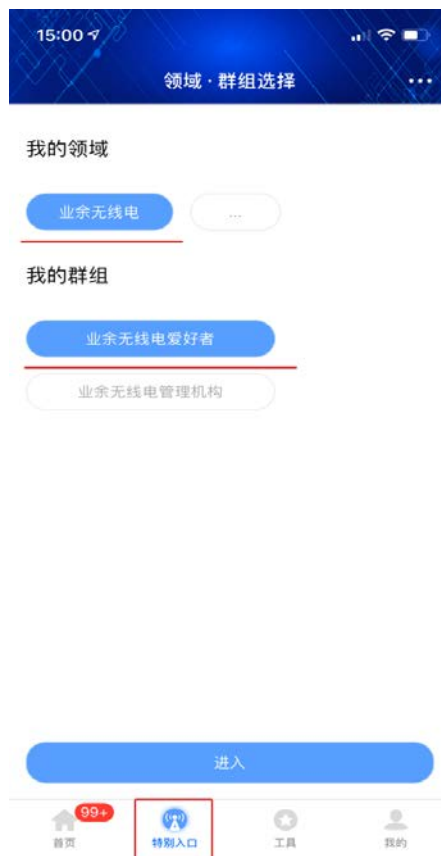 15:00
领域·群组选择
...
我的领域
业余无线电
...
我的群组
业余无线电爱好者
业余无线电管理机构
进入
99+
首页
特别入口
工具
我的